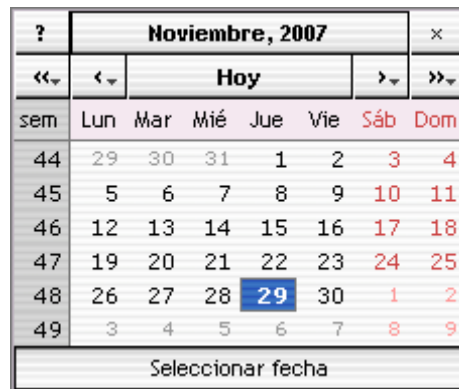 ? Noviembre, 2007 ×
« ‹ Hoy › »
sem Lun Mar Mié Jue Vie Sáb Dom
44 29 30 31 1 2 3 4
45 5 6 7 8 9 10 11
46 12 13 14 15 16 17 18
47 19 20 21 22 23 24 25
48 26 27 28 29 30 1 2
49 3 4 5 6 7 8 9
Seleccionar fecha